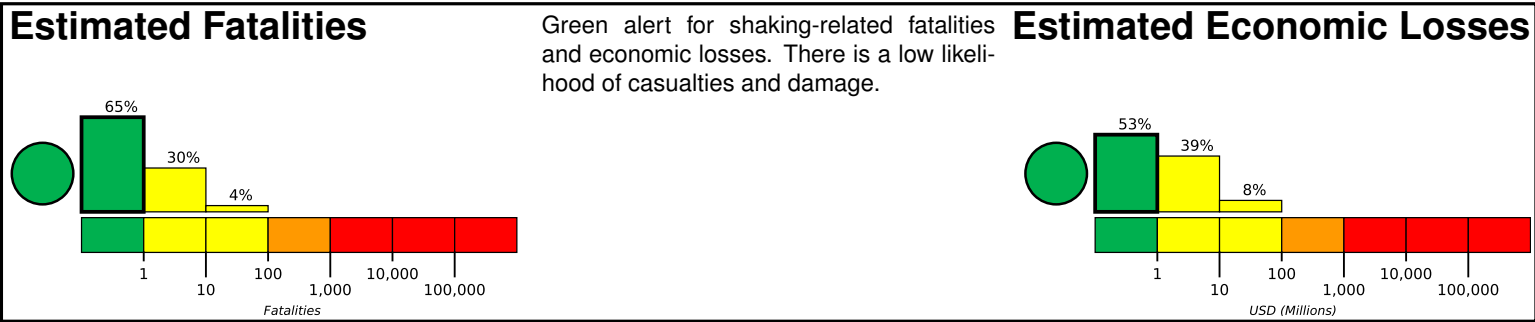 Estimated Fatalities
65%
30%
4%
1
10
100
1,000
10,000
100,000
Fatalities
Green alert for shaking-related fatalities
and economic losses. There is a low likeli-
hood of casualties and damage.
Estimated Economic Losses
53%
39%
8%
1
10
100
1,000
10,000
100,000
USD (Millions)